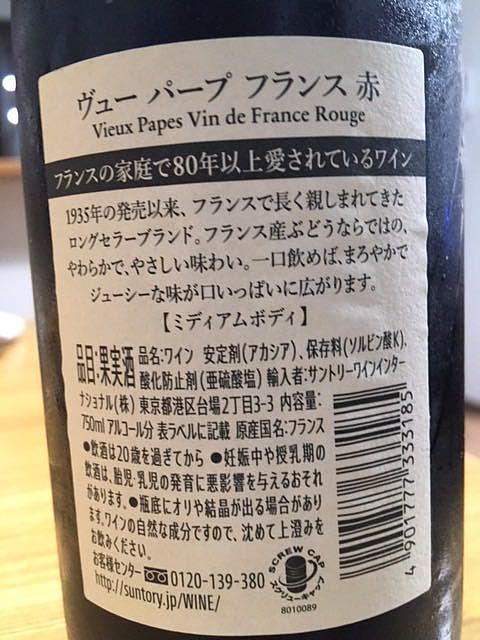 ヴュー パープ フランス 赤
Vieux Papes Vin de France Rouge
フランスの家庭で80年以上愛されているワイン
1935年の発売以来、フランスで長く親しまれてきた
ロングセラーブランド。フランス産ぶどうならではの、
やわらかで、やさしい味わい。一口飲めば、まろやかで
ジューシーな味が口いっぱいに広がります。
【ミディアムボディ】
品目:果実酒 品名:ワイン 安定剤(アカシア)、保存料(ソルビン酸K)、
酸化防止剤(亜硫酸塩) 輸入者:サントリーワインインター
ナショナル(株) 東京都港区台場2丁目3-3 内容量:
750ml アルコール分 表ラベルに記載 原産国名:フランス
●飲酒は20歳を過ぎてから ●妊娠中や授乳期の
飲酒は、胎児・乳児の発育に悪影響を与えるおそれ
があります。●瓶底にオリや結晶が出る場合があり
ます。ワインの自然な成分ですので、沈めて上澄みを
お飲みください。
お客様センター 0120-139-380
http://suntory.jp/WINE/
SCREW CAP
スクリューキャップ
8010089
4 901777 333185